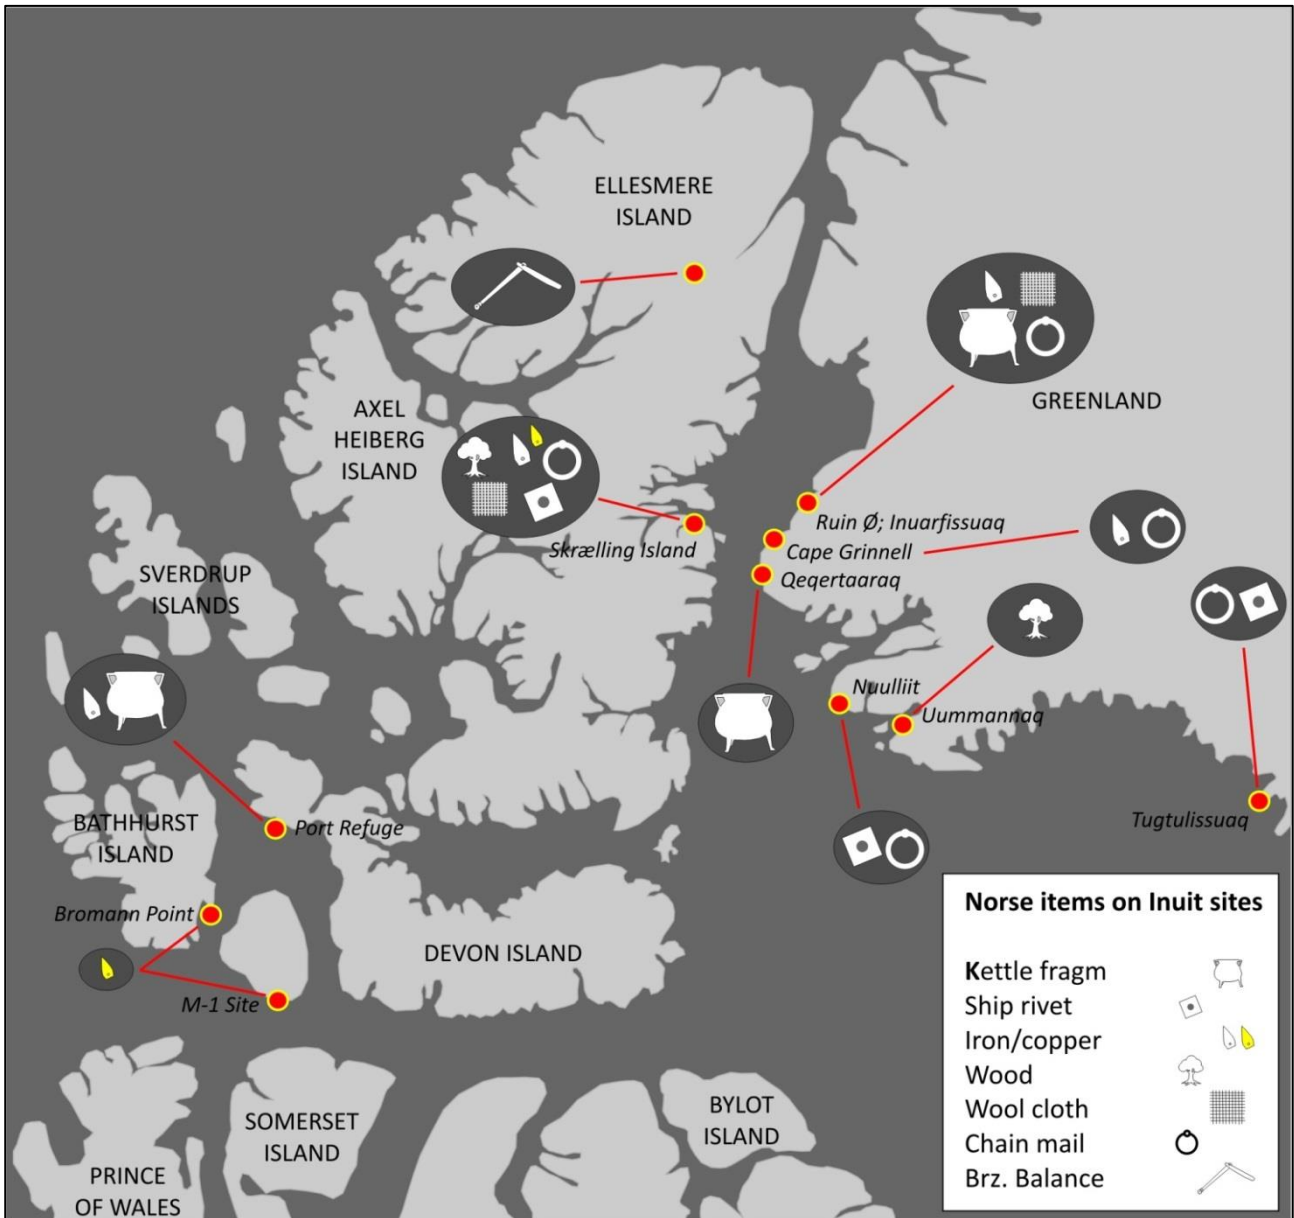 ELLESMERE
ISLAND
AXEL
HEIBERG
ISLAND
GREENLAND
Ruin Ø; Inuarfissuaq
Cape Grinnell
Qeqertaaraq
Skrælling Island
SVERDRUP
ISLANDS
Nuulliit
Uummannaq
Tugtulissuaq
BATHHURST
ISLAND
Port Refuge
Bromann Point
M-1 Site
DEVON ISLAND
SOMERSET
ISLAND
BYLOT
ISLAND
PRINCE
OF WALES
Norse items on Inuit sites
Kettle fragm
Ship rivet
Iron/copper
Wood
Wool cloth
Chain mail
Brz. Balance